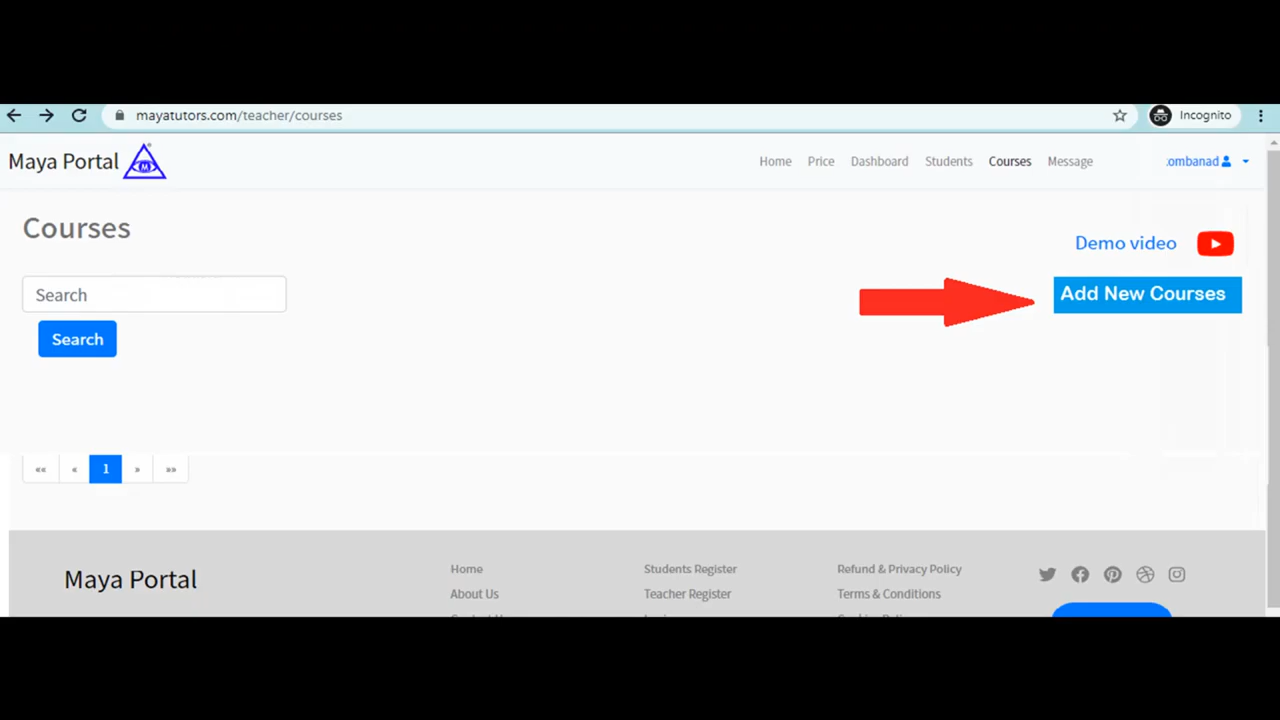 mayatutors.com/teacher/courses
Incognito
Maya Portal
M
Home Price Dashboard Students Courses Message
ombanad
Courses
Demo video
Search
Add New Courses
Search
«« « 1 » »»
Maya Portal
Home Students Register Refund & Privacy Policy
About Us Teacher Register Terms & Conditions